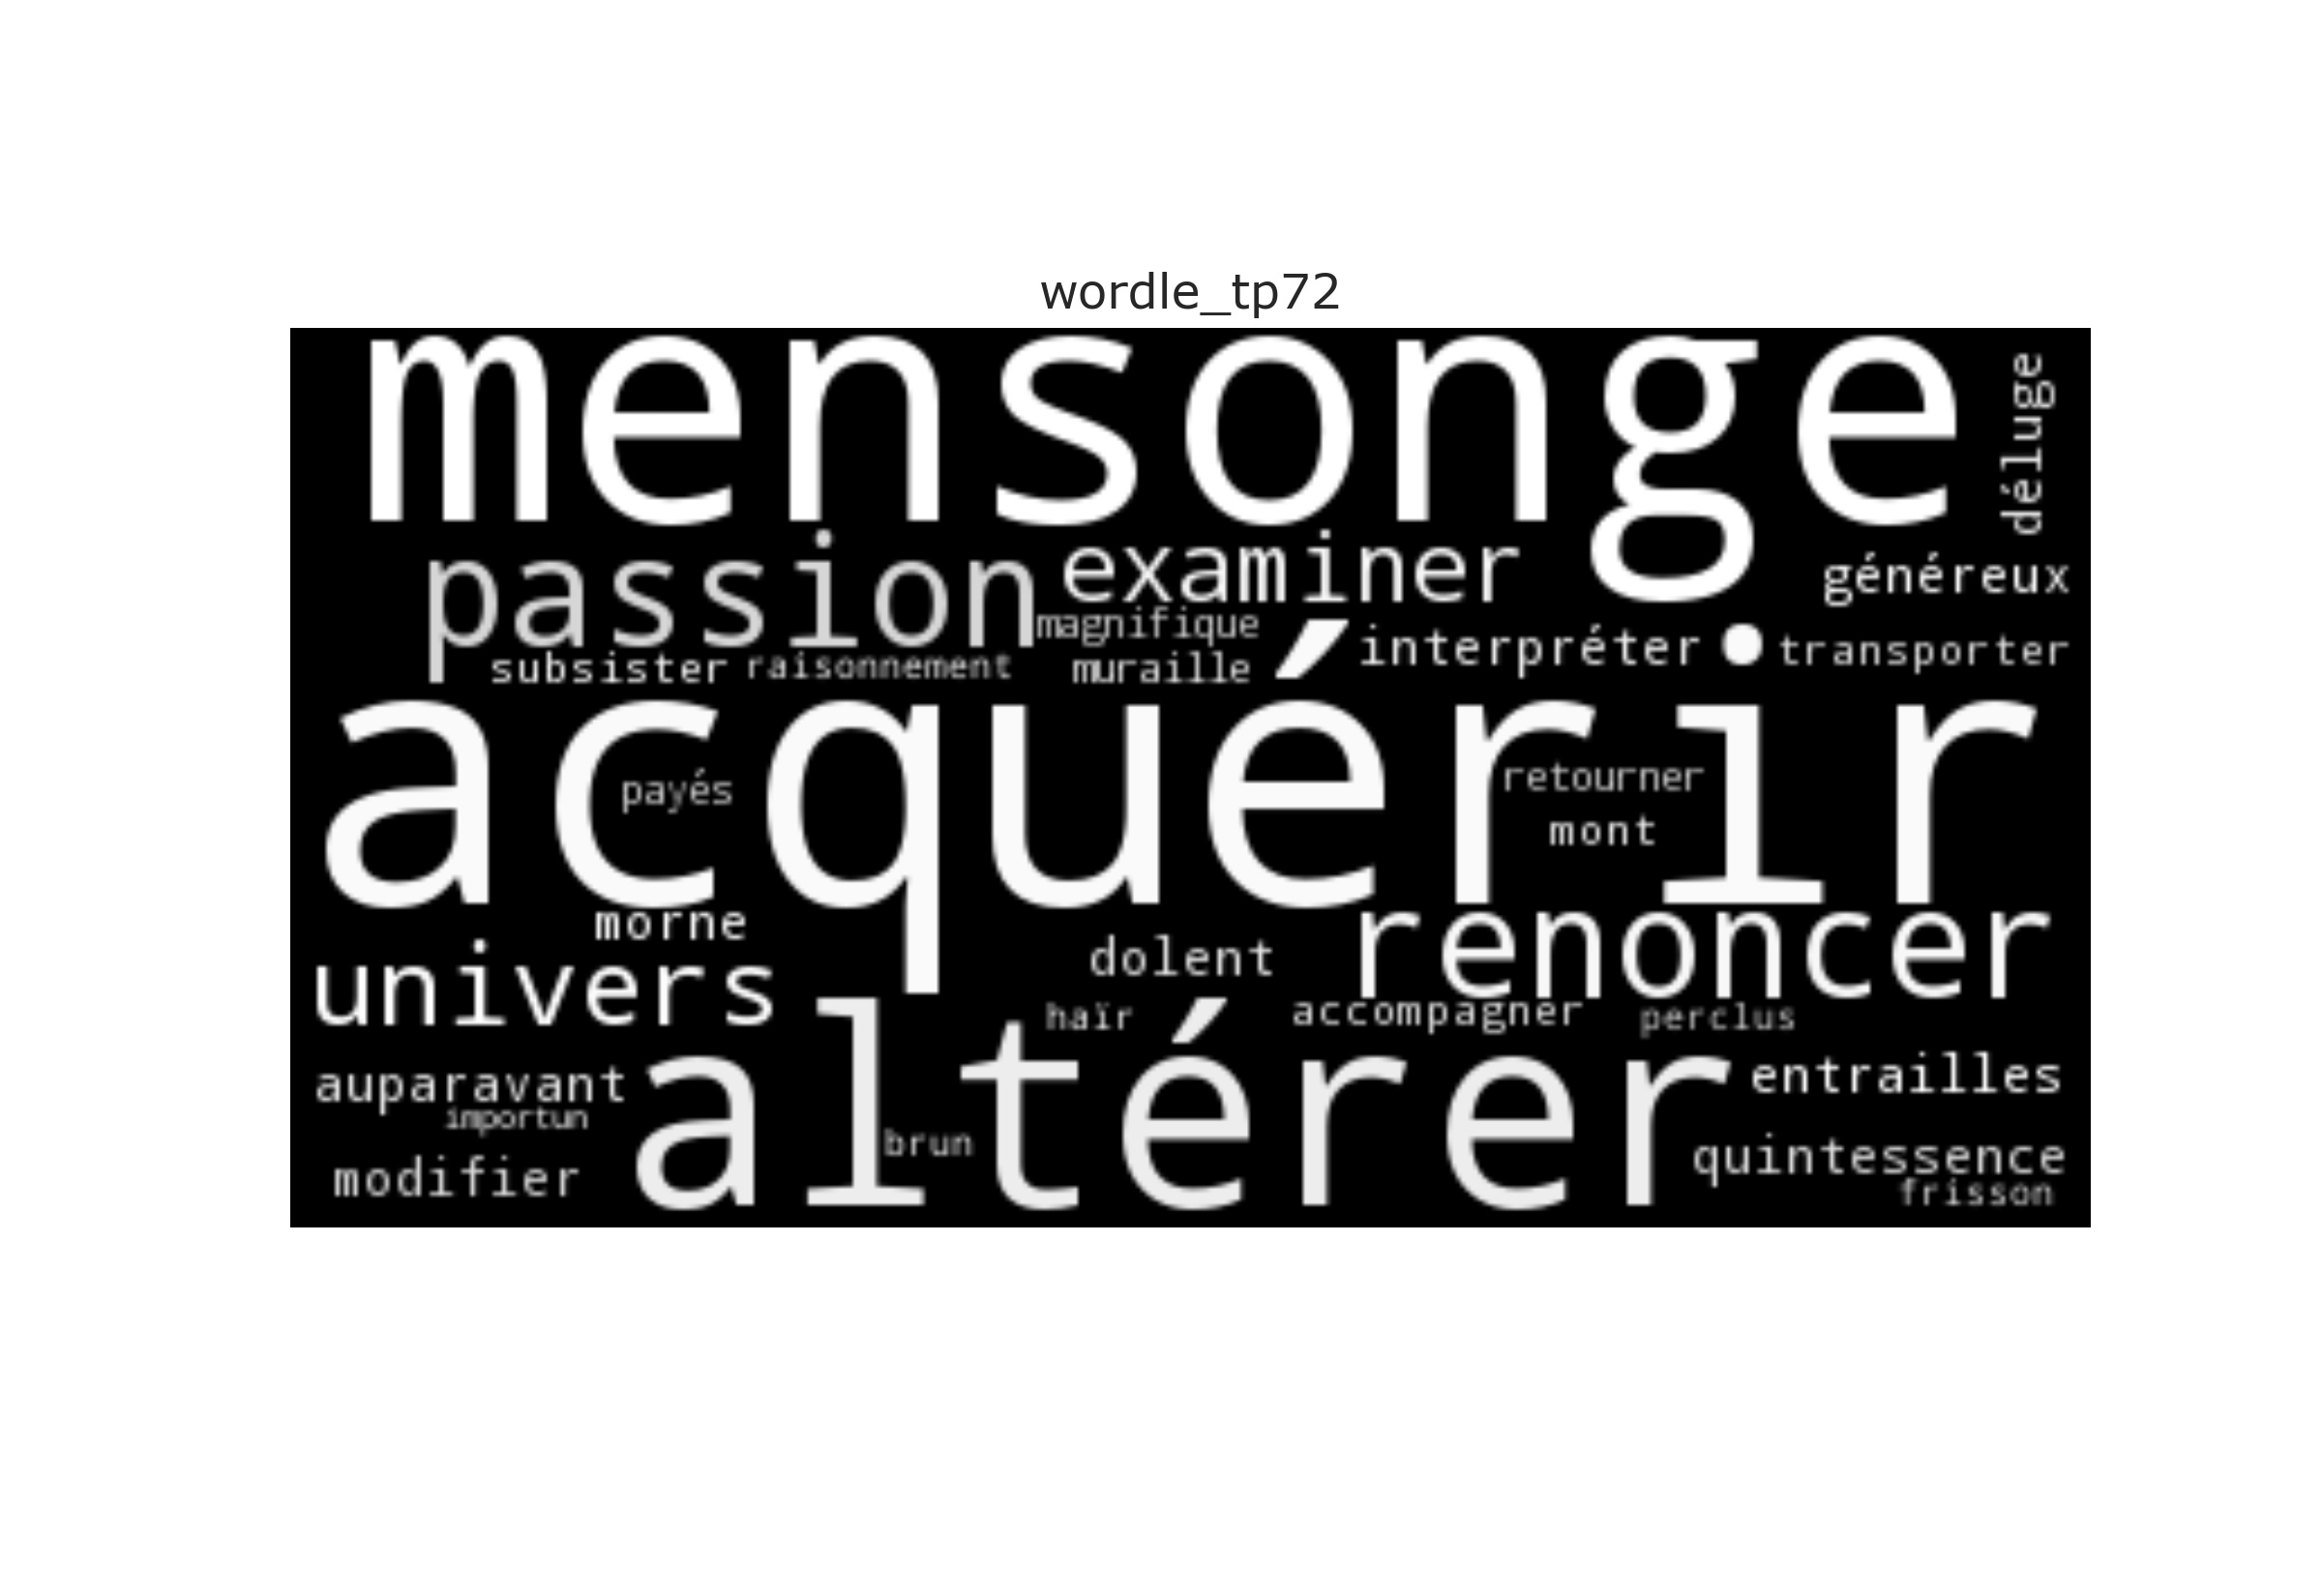 wordle_tp72
mensonge
déluge
passion
examiner
généreux
magnifique
interpréter
transporter
subsister
raisonnement
muraille
acquérir
payés
retourner
mont
morne
renoncer
univers
dolent
haïr
accompagner
perclus
altérer
auparavant
entrailles
importun
brun
quintessence
modifier
frisson